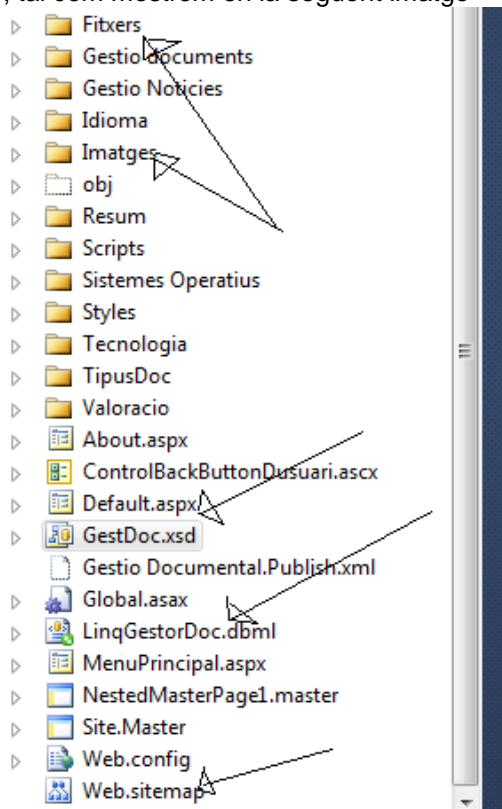 , tal com mostrem en la següent imatge
Fitxers
Gestio documents
Gestio Noticies
Idioma
Imatges
obj
Resum
Scripts
Sistemes Operatius
Styles
Tecnologia
TipusDoc
Valoracio
About.aspx
ControlBackButtonDusuari.ascx
Default.aspx
GestDoc.xsd
Gestio Documental.Publish.xml
Global.asax
LinqGestorDoc.dbml
MenuPrincipal.aspx
NestedMasterPage1.master
Site.Master
Web.config
Web.sitemap